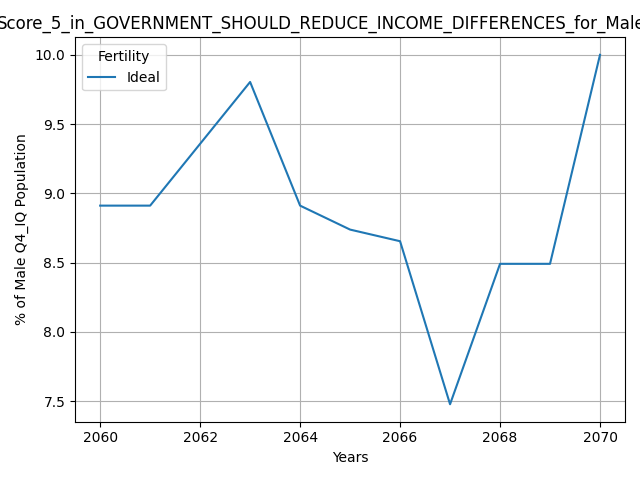 Score_5_in_GOVERNMENT_SHOULD_REDUCE_INCOME_DIFFERENCES_for_Male
Fertility
Ideal
10.0
9.5
9.0
8.5
8.0
7.5
% of Male Q4_IQ Population
2060 2062 2064 2066 2068 2070
Years